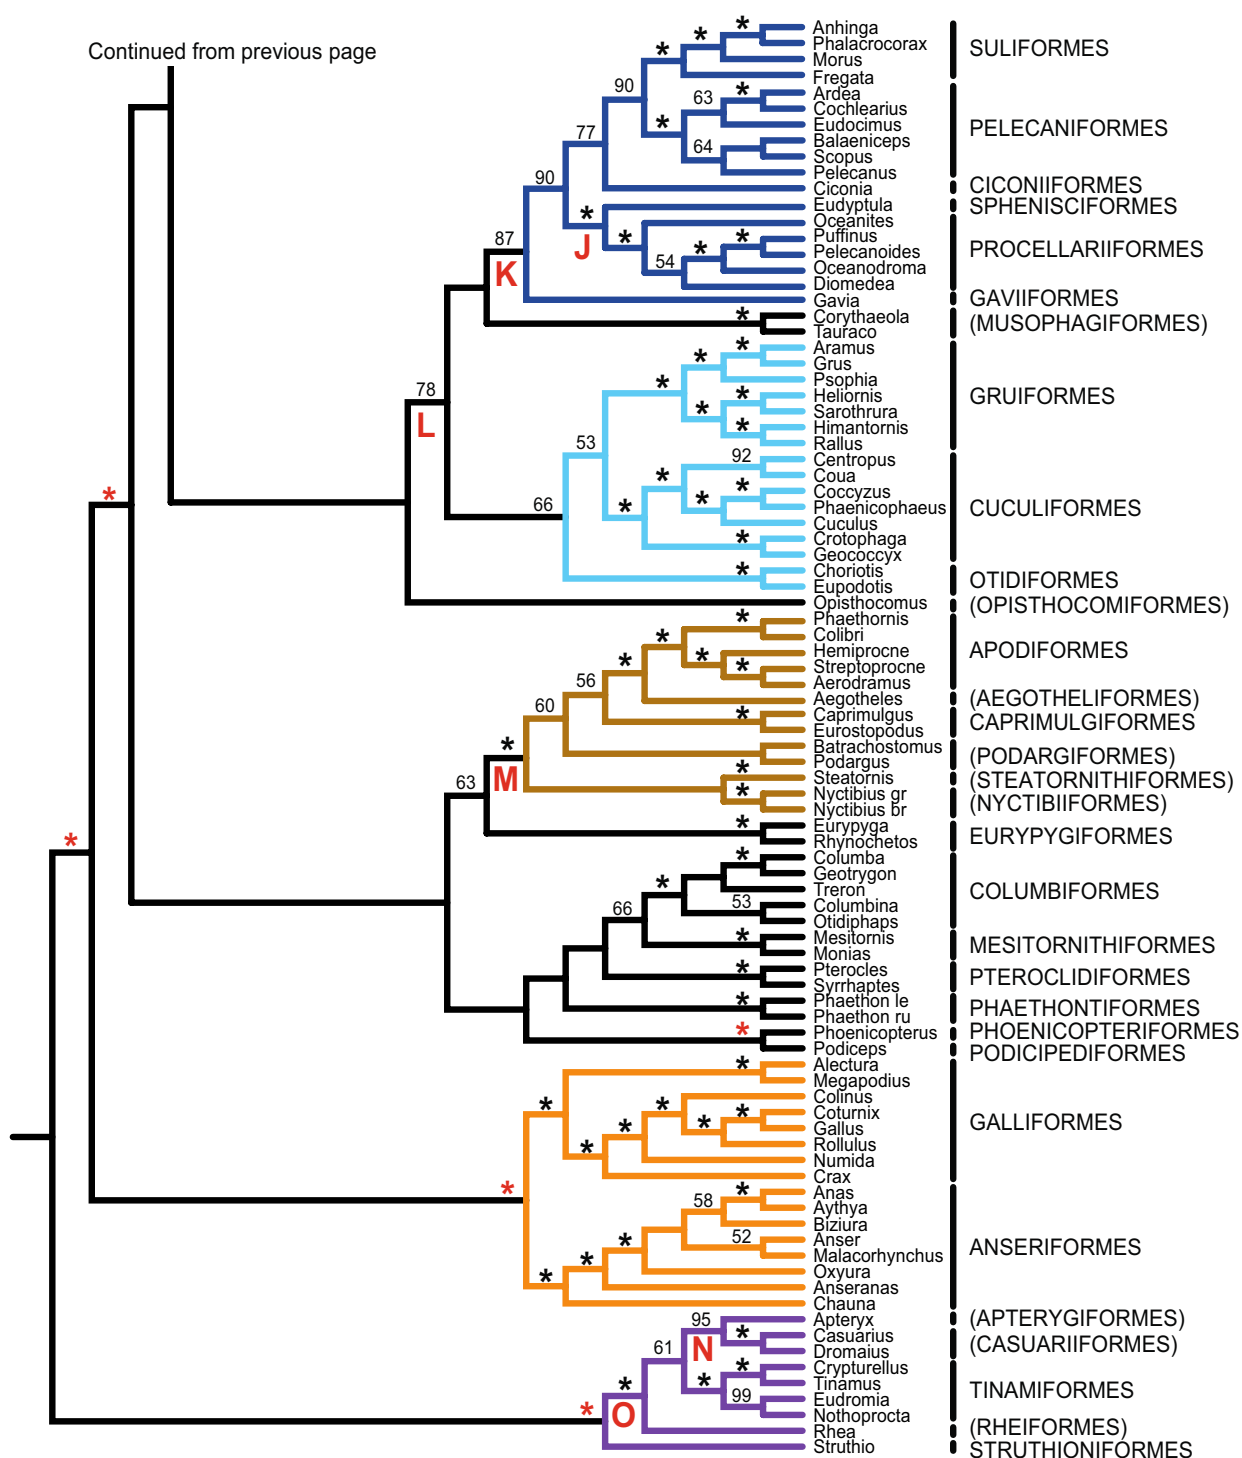 Continued from previous page
Anhinga
Phalacrocorax
Morus
Fregata
Ardea
Cochlearius
Eudocimus
Balaeniceps
Scopus
Pelecanus
Ciconia
Eudyptula
Oceanites
Puffinus
Pelecanoides
Oceanodroma
Diomedea
Gavia
Corythaeola
Tauraco
Aramus
Grus
Psophia
Heliornis
Sarothrura
Himantornis
Rallus
Centropus
Coua
Coccyzus
Phaenicophaeus
Cuculus
Crotophaga
Geococcyx
Choriotis
Eupodotis
Opisthocomus
Phaethornis
Colibri
Hemiprocne
Streptoprocne
Aerodramus
Aegotheles
Caprimulgus
Eurostopodus
Batrachostomus
Podargus
Steatornis
Nyctibius gr
Nyctibius br
Eurypyga
Rhynochetos
Columba
Geotrygon
Treron
Columbina
Otidiphaps
Mesitornis
Monias
Pterocles
Syrrhaptes
Phaethon le
Phaethon ru
Phoenicopterus
Podiceps
Alectura
Megapodius
Colinus
Coturnix
Gallus
Rollulus
Numida
Crax
Anas
Aythya
Biziura
Anser
Malacorhynchus
Oxyura
Anseranas
Chauna
Apteryx
Casuarius
Dromaius
Crypturellus
Tinamus
Eudromia
Nothoprocta
Rhea
Struthio
SULIFORMES
PELECANIFORMES
CICONIIFORMES
SPHENISCIFORMES
PROCELLARIIFORMES
GAVIIFORMES
(MUSOPHAGIFORMES)
GRUIFORMES
CUCULIFORMES
OTIDIFORMES
(OPISTHOCOMIFORMES)
APODIFORMES
(AEGOTHELIFORMES)
CAPRIMULGIFORMES
(PODARGIFORMES)
(STEATORNITHIFORMES)
(NYCTIBIIFORMES)
EURYPYGIFORMES
COLUMBIFORMES
MESITORNITHIFORMES
PTEROCLIDIFORMES
PHAETHONTIFORMES
PHOENICOPTERIFORMES
PODICIPEDIFORMES
GALLIFORMES
ANSERIFORMES
(APTERYGIFORMES)
(CASUARIIFORMES)
TINAMIFORMES
(RHEIFORMES)
STRUTHIONIFORMES
90
63
77
64
90
J
87
54
K
78
L
53
92
66
56
60
M
63
66
53
58
52
95
N
61
99
O